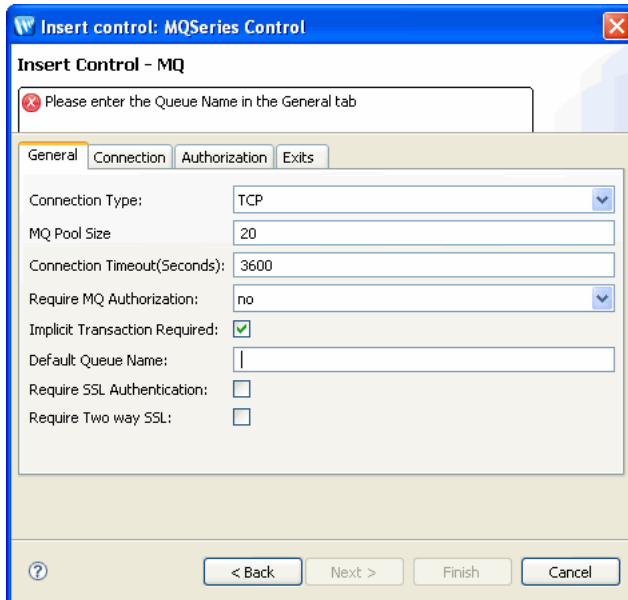 Insert control: MQSeries Control
Insert Control - MQ
Please enter the Queue Name in the General tab
General Connection Authorization Exits
Connection Type: TCP
MQ Pool Size 20
Connection Timeout(Seconds): 3600
Require MQ Authorization: no
Implicit Transaction Required:
Default Queue Name:
Require SSL Authentication:
Require Two way SSL:
? < Back Next > Finish Cancel